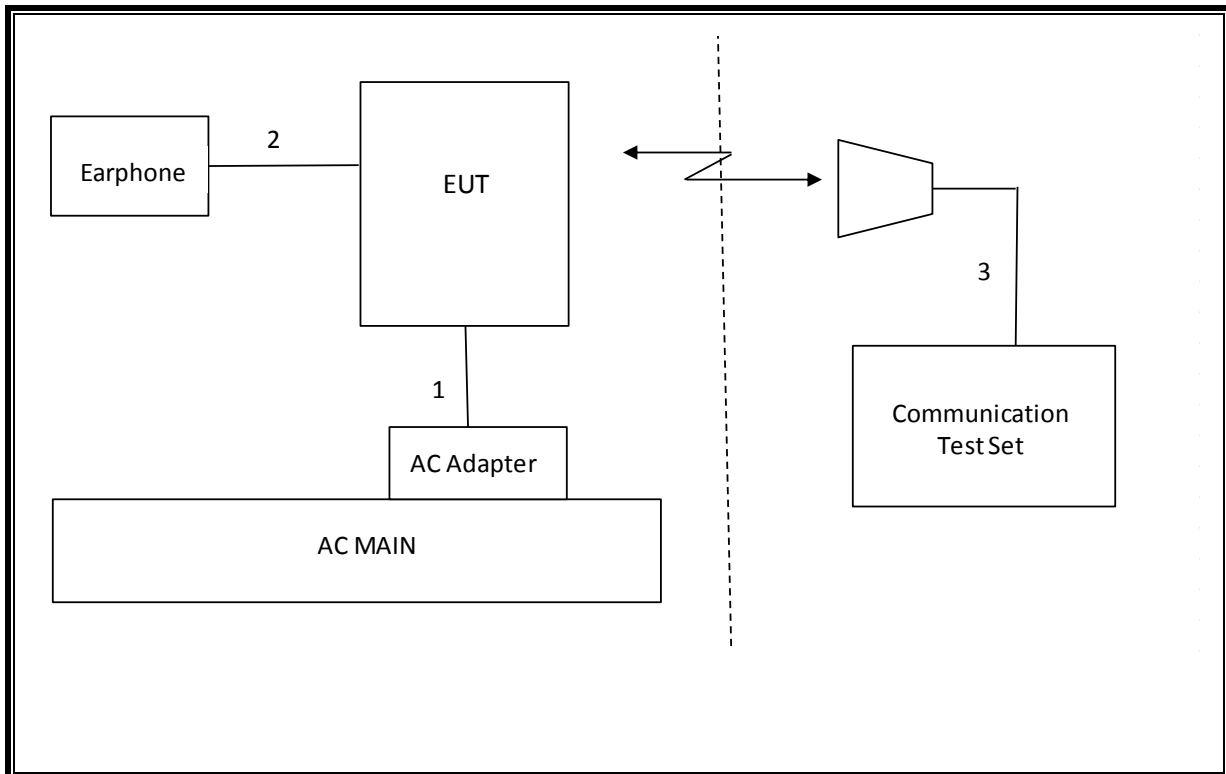 2
Earphone
EUT
3
1
Communication
Test Set
AC Adapter
AC MAIN